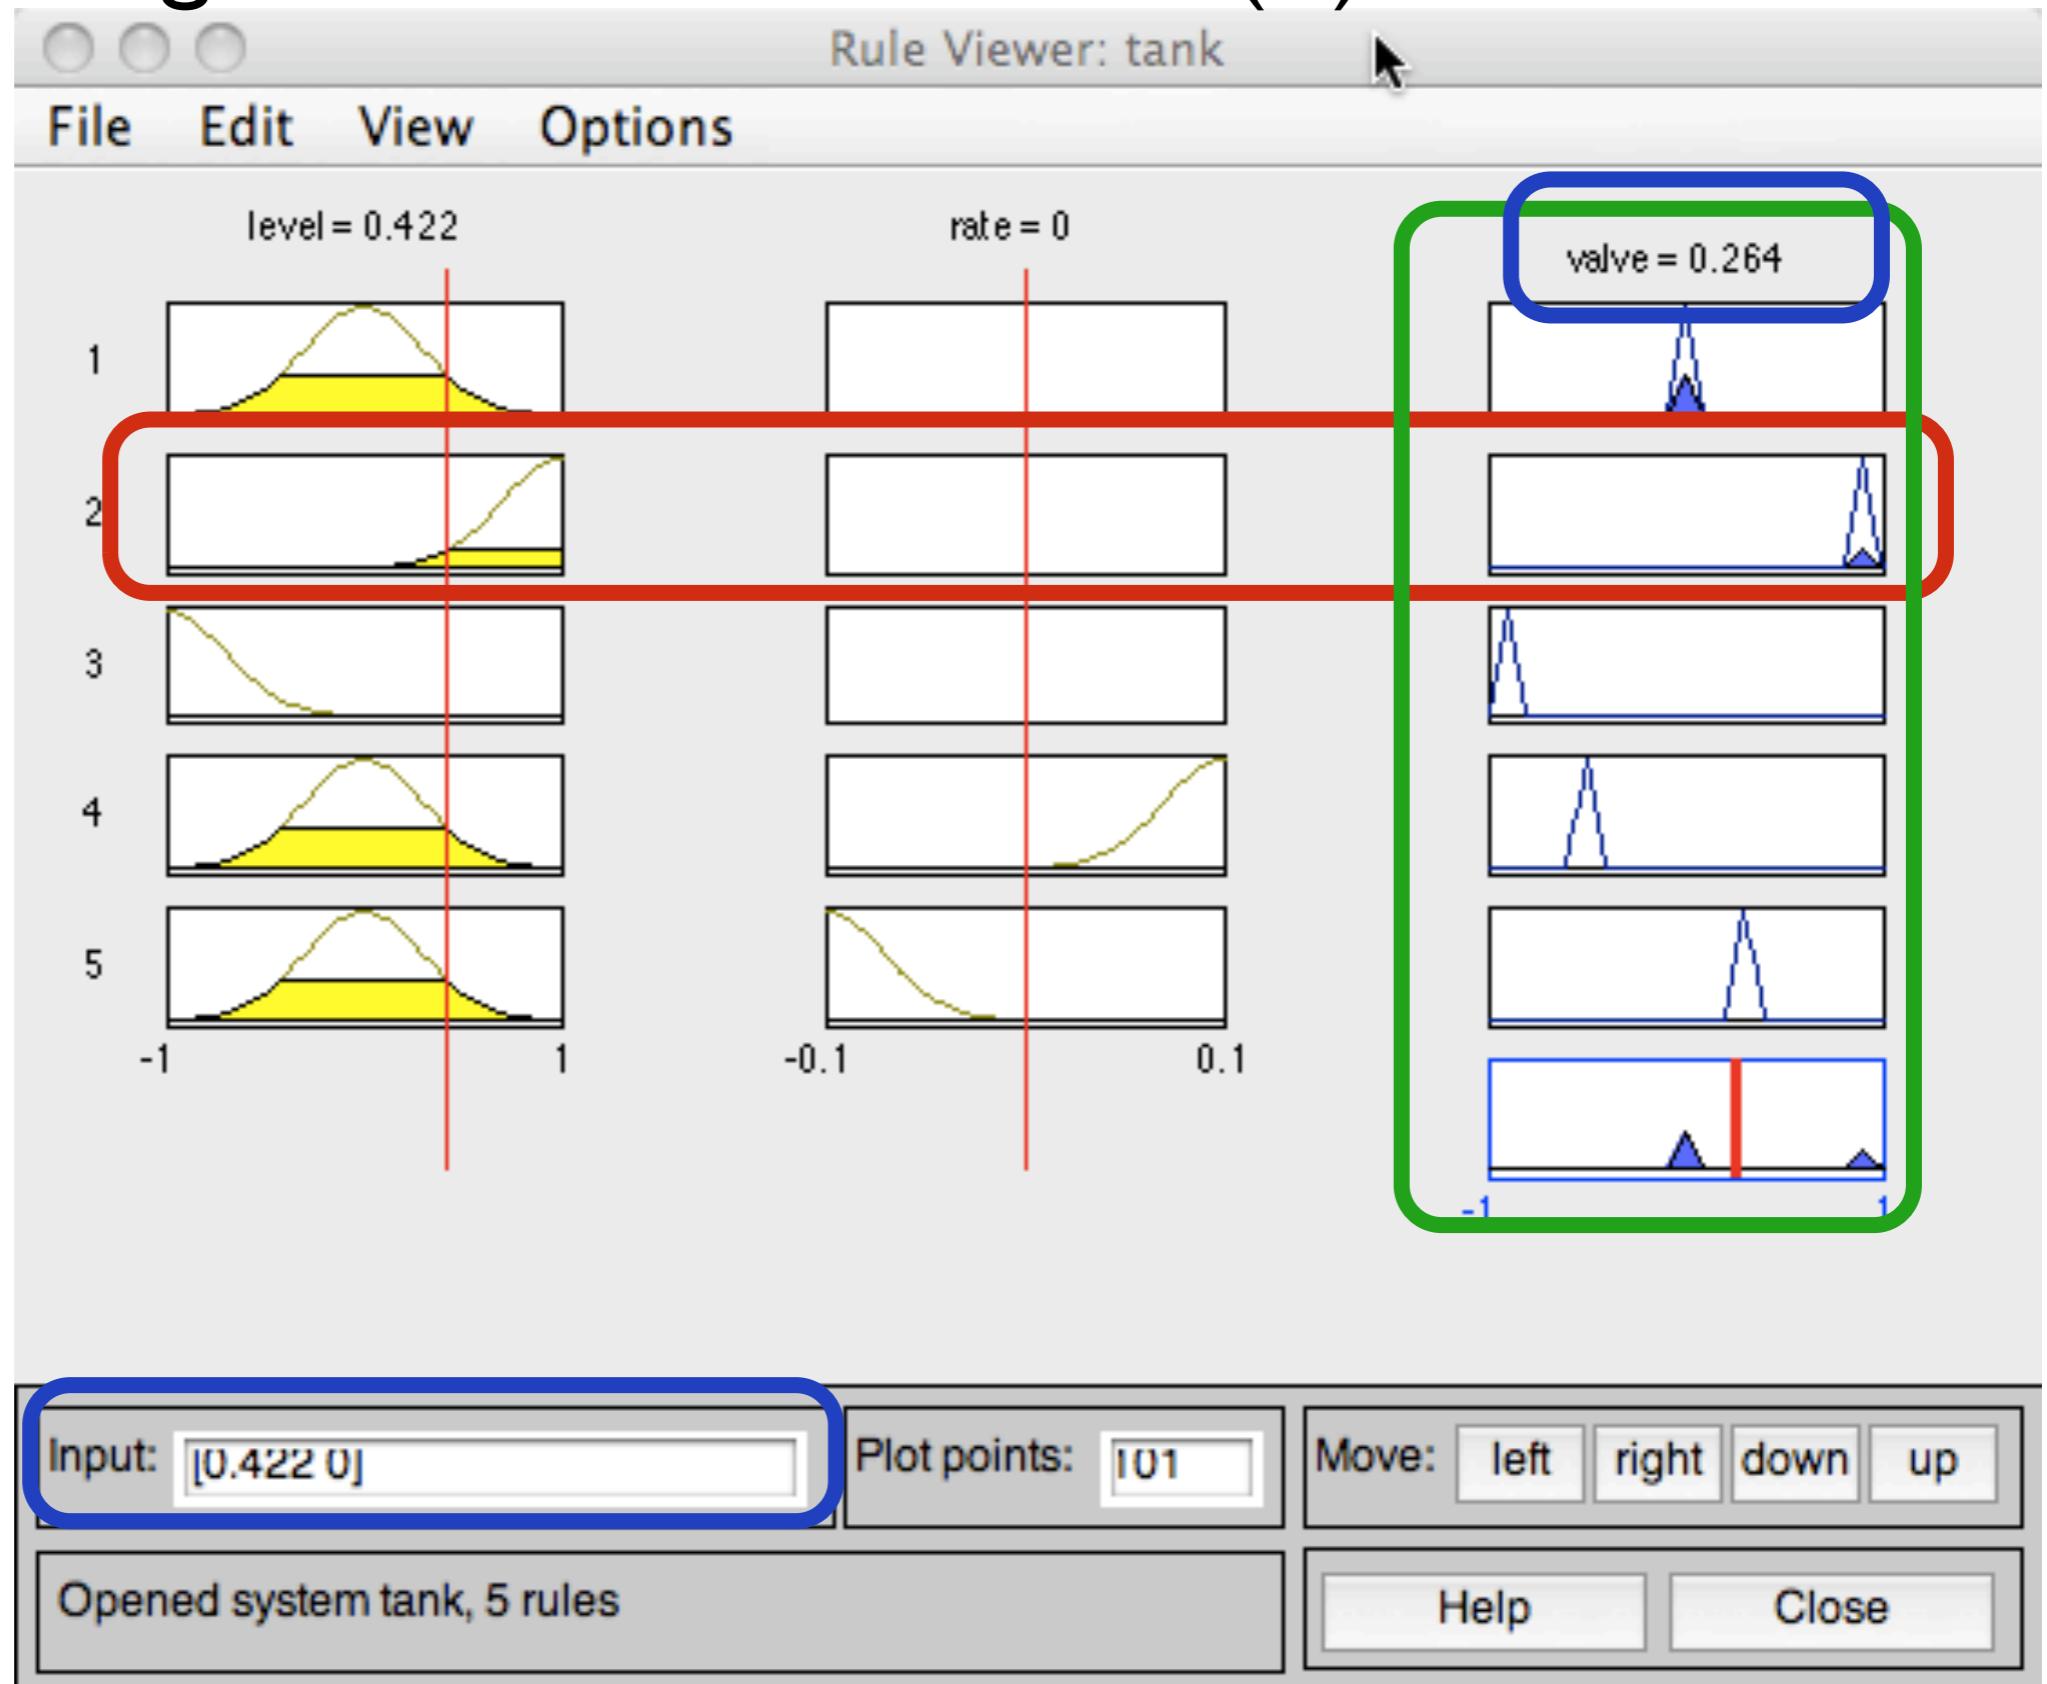 Rule Viewer: tank
File Edit View Options
level = 0.422 rate = 0 valve = 0.264
1
2
3
4
5
-1 1 -0.1 0.1
-1 1
Input: [0.422 0] Plot points: 101 Move: left right down up
Opened system tank, 5 rules Help Close